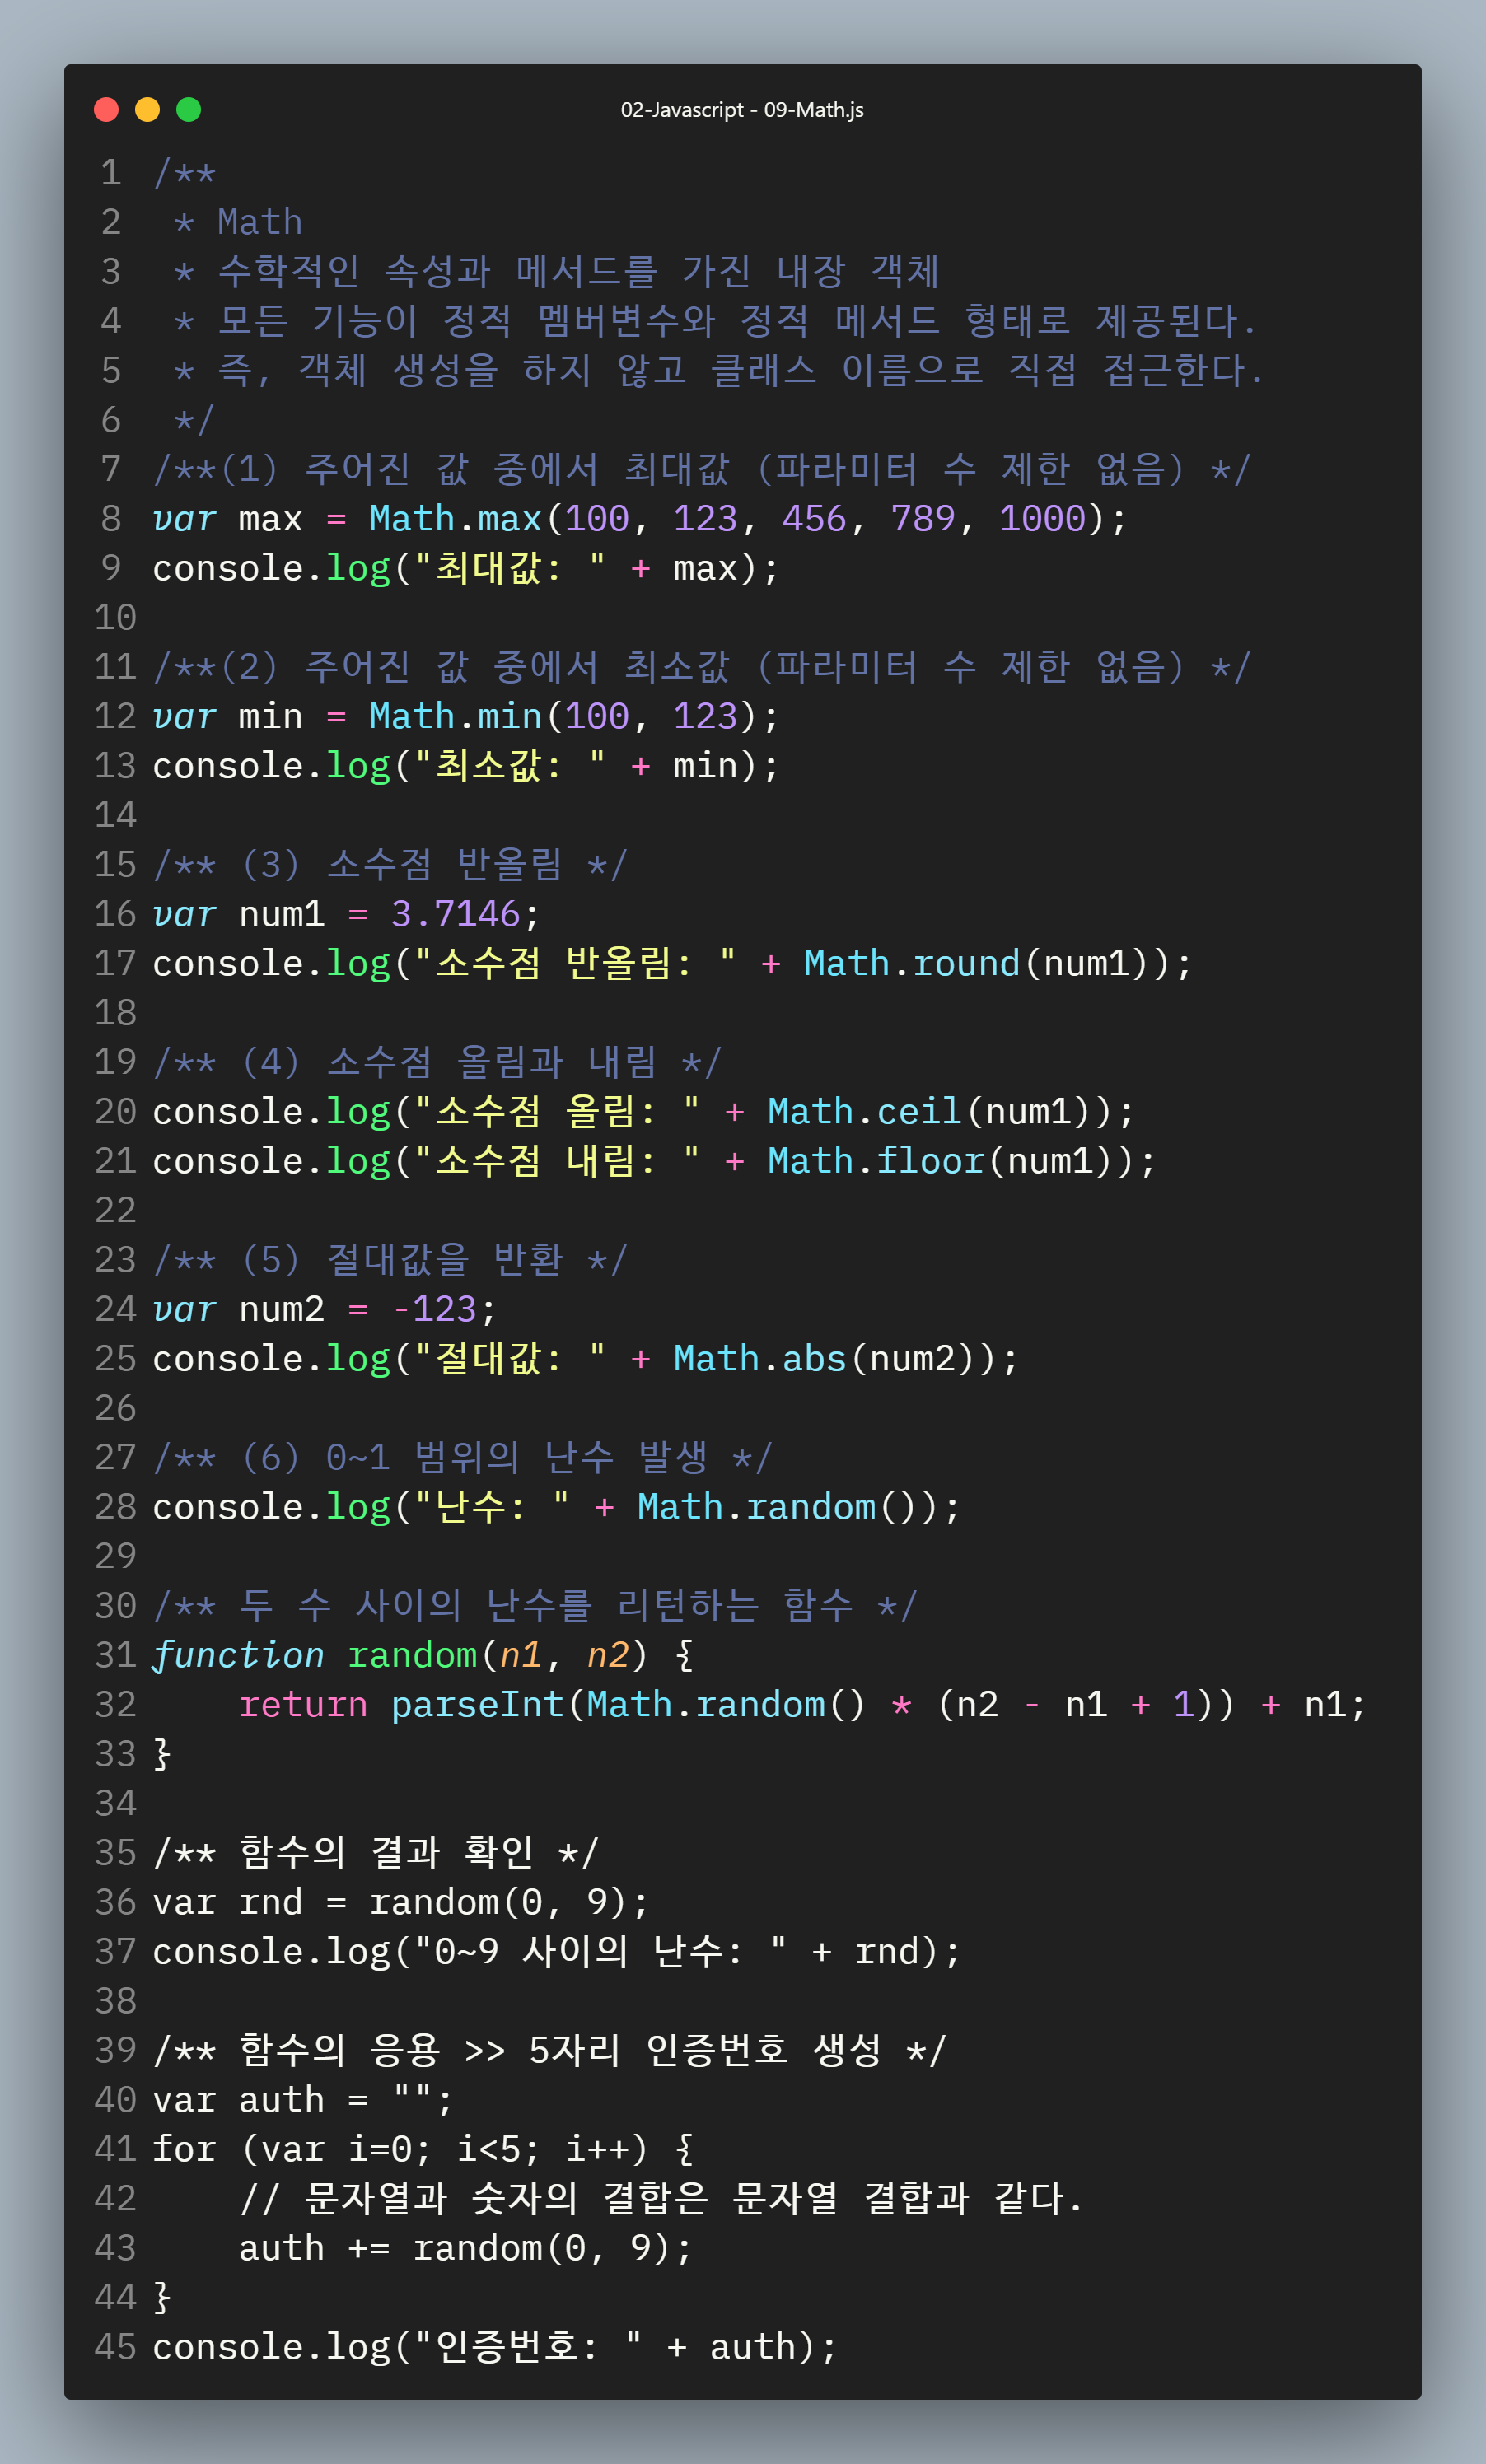 02-Javascript - 09-Math.js
1 /**
2  * Math
3  * 수학적인 속성과 메서드를 가진 내장 객체
4  * 모든 기능이 정적 멤버변수와 정적 메서드 형태로 제공된다.
5  * 즉, 객체 생성을 하지 않고 클래스 이름으로 직접 접근한다.
6  */
7 /**(1) 주어진 값 중에서 최대값 (파라미터 수 제한 없음) */
8 var max = Math.max(100, 123, 456, 789, 1000);
9 console.log("최대값: " + max);
10
11 /**(2) 주어진 값 중에서 최소값 (파라미터 수 제한 없음) */
12 var min = Math.min(100, 123);
13 console.log("최소값: " + min);
14
15 /** (3) 소수점 반올림 */
16 var num1 = 3.7146;
17 console.log("소수점 반올림: " + Math.round(num1));
18
19 /** (4) 소수점 올림과 내림 */
20 console.log("소수점 올림: " + Math.ceil(num1));
21 console.log("소수점 내림: " + Math.floor(num1));
22
23 /** (5) 절대값을 반환 */
24 var num2 = -123;
25 console.log("절대값: " + Math.abs(num2));
26
27 /** (6) 0~1 범위의 난수 발생 */
28 console.log("난수: " + Math.random());
29
30 /** 두 수 사이의 난수를 리턴하는 함수 */
31 function random(n1, n2) {
32     return parseInt(Math.random() * (n2 - n1 + 1)) + n1;
33 }
34
35 /** 함수의 결과 확인 */
36 var rnd = random(0, 9);
37 console.log("0~9 사이의 난수: " + rnd);
38
39 /** 함수의 응용 >> 5자리 인증번호 생성 */
40 var auth = "";
41 for (var i=0; i<5; i++) {
42     // 문자열과 숫자의 결합은 문자열 결합과 같다.
43     auth += random(0, 9);
44 }
45 console.log("인증번호: " + auth);